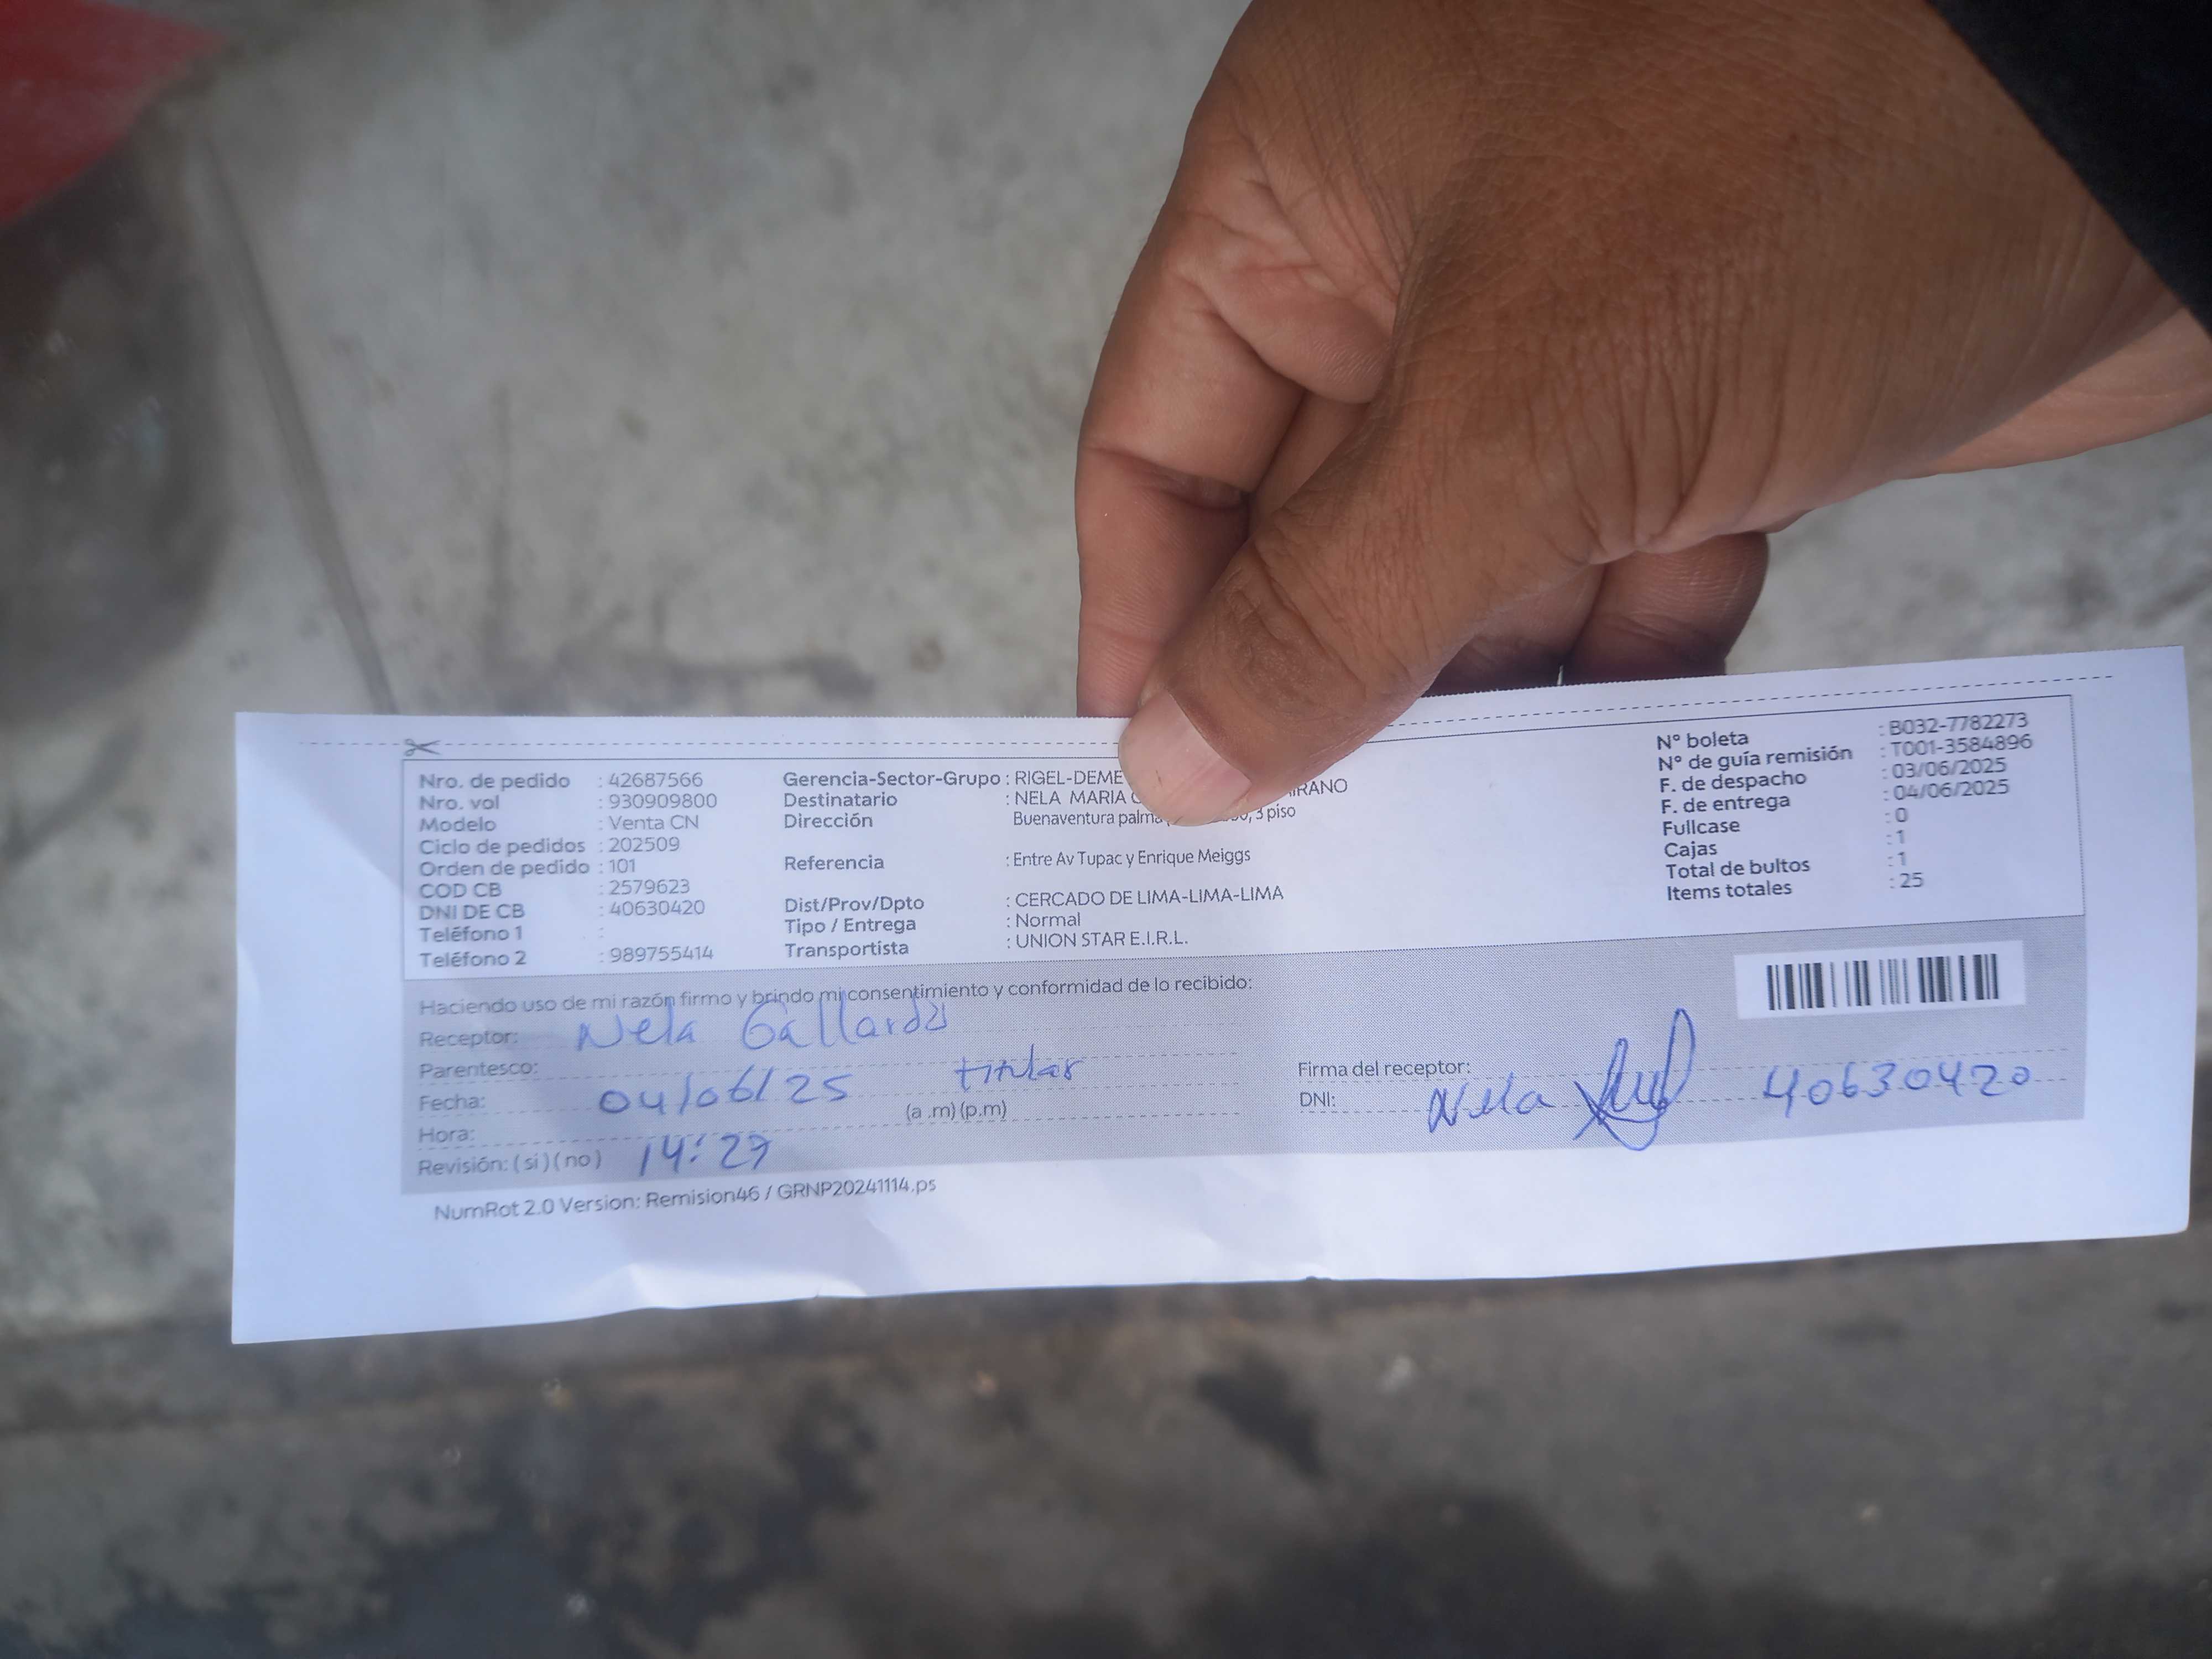 Nro. de pedido : 42687566
Nro. vol : 930909800
Modelo : Venta CN
Ciclo de pedidos : 202509
Orden de pedido : 101
COD CB : 2579623
DNI DE CB : 40630420
Teléfono 1 :
Teléfono 2 : 989755414
Gerencia-Sector-Grupo : RIGEL-DEME
Destinatario : NELA MARIA
Dirección Buenaventura 3 piso
Referencia : Entre Av Tupac y Enrique Meiggs
Dist/Prov/Dpto : CERCADO DE LIMA-LIMA-LIMA
Tipo / Entrega : Normal
Transportista : UNION STAR E.I.R.L.
N° boleta : B032-7782273
N° de guía remisión : T001-3584896
F. de despacho : 03/06/2025
F. de entrega : 04/06/2025
Fullcase : 0
Cajas : 1
Total de bultos : 1
Items totales : 25
Haciendo uso de mi razón firmo y brindo mi consentimiento y conformidad de lo recibido:
Receptor: Nela Gallardo
Parentesco: titular
Fecha: 04/06/25
Hora: 14:27 (a .m) (p.m)
Revisión: ( si ) ( no )
Firma del receptor:
DNI: Nela 40630420
NumRot 2.0 Version: Remision46 / GRNP20241114.ps